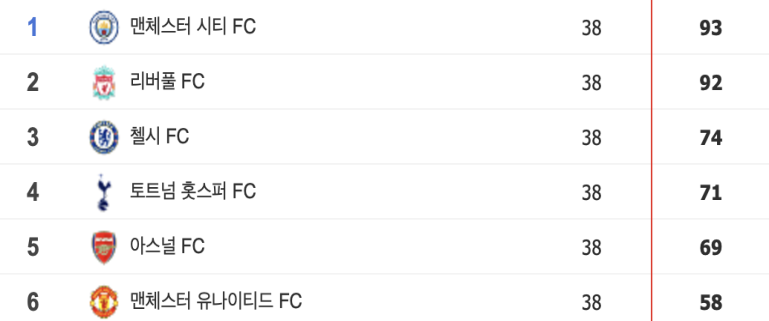 1 맨체스터 시티 FC 38 93
2 리버풀 FC 38 92
3 첼시 FC 38 74
4 토트넘 홋스퍼 FC 38 71
5 아스널 FC 38 69
6 맨체스터 유나이티드 FC 38 58